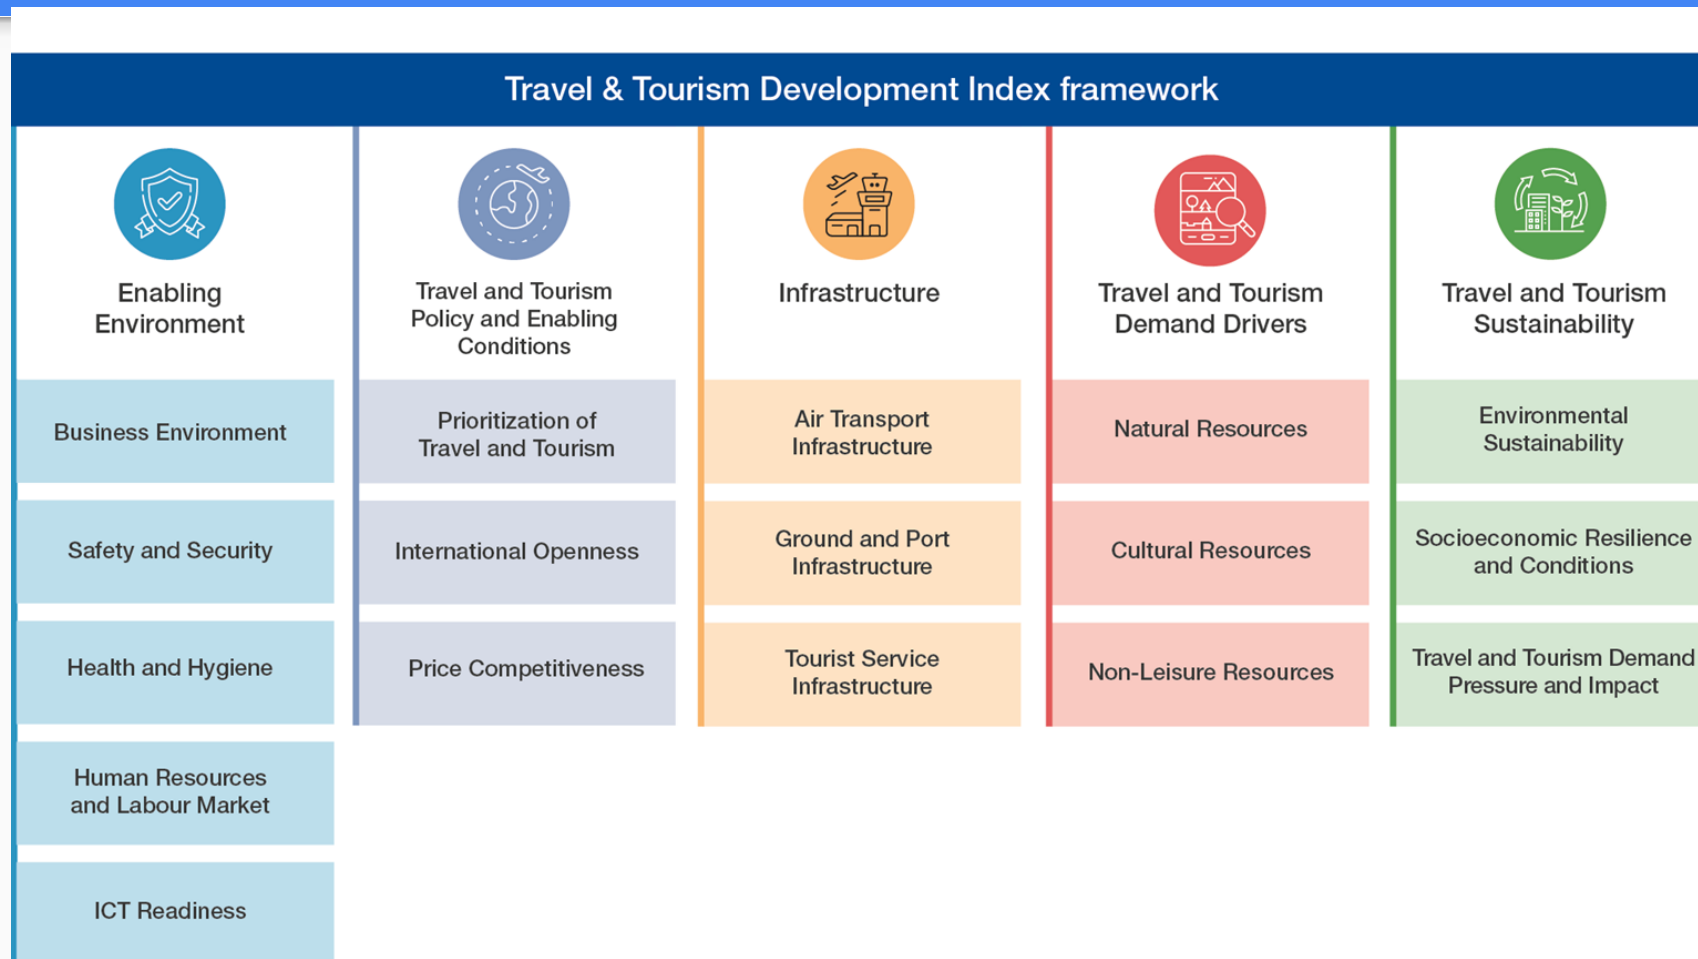 Travel & Tourism Development Index framework
Enabling
Environment
Business Environment
Safety and Security
Health and Hygiene
Human Resources
and Labour Market
ICT Readiness
Travel and Tourism
Policy and Enabling
Conditions
Prioritization of
Travel and Tourism
International Openness
Price Competitiveness
Infrastructure
Air Transport
Infrastructure
Ground and Port
Infrastructure
Tourist Service
Infrastructure
Travel and Tourism
Demand Drivers
Natural Resources
Cultural Resources
Non-Leisure Resources
Travel and Tourism
Sustainability
Environmental
Sustainability
Socioeconomic Resilience
and Conditions
Travel and Tourism Demand
Pressure and Impact